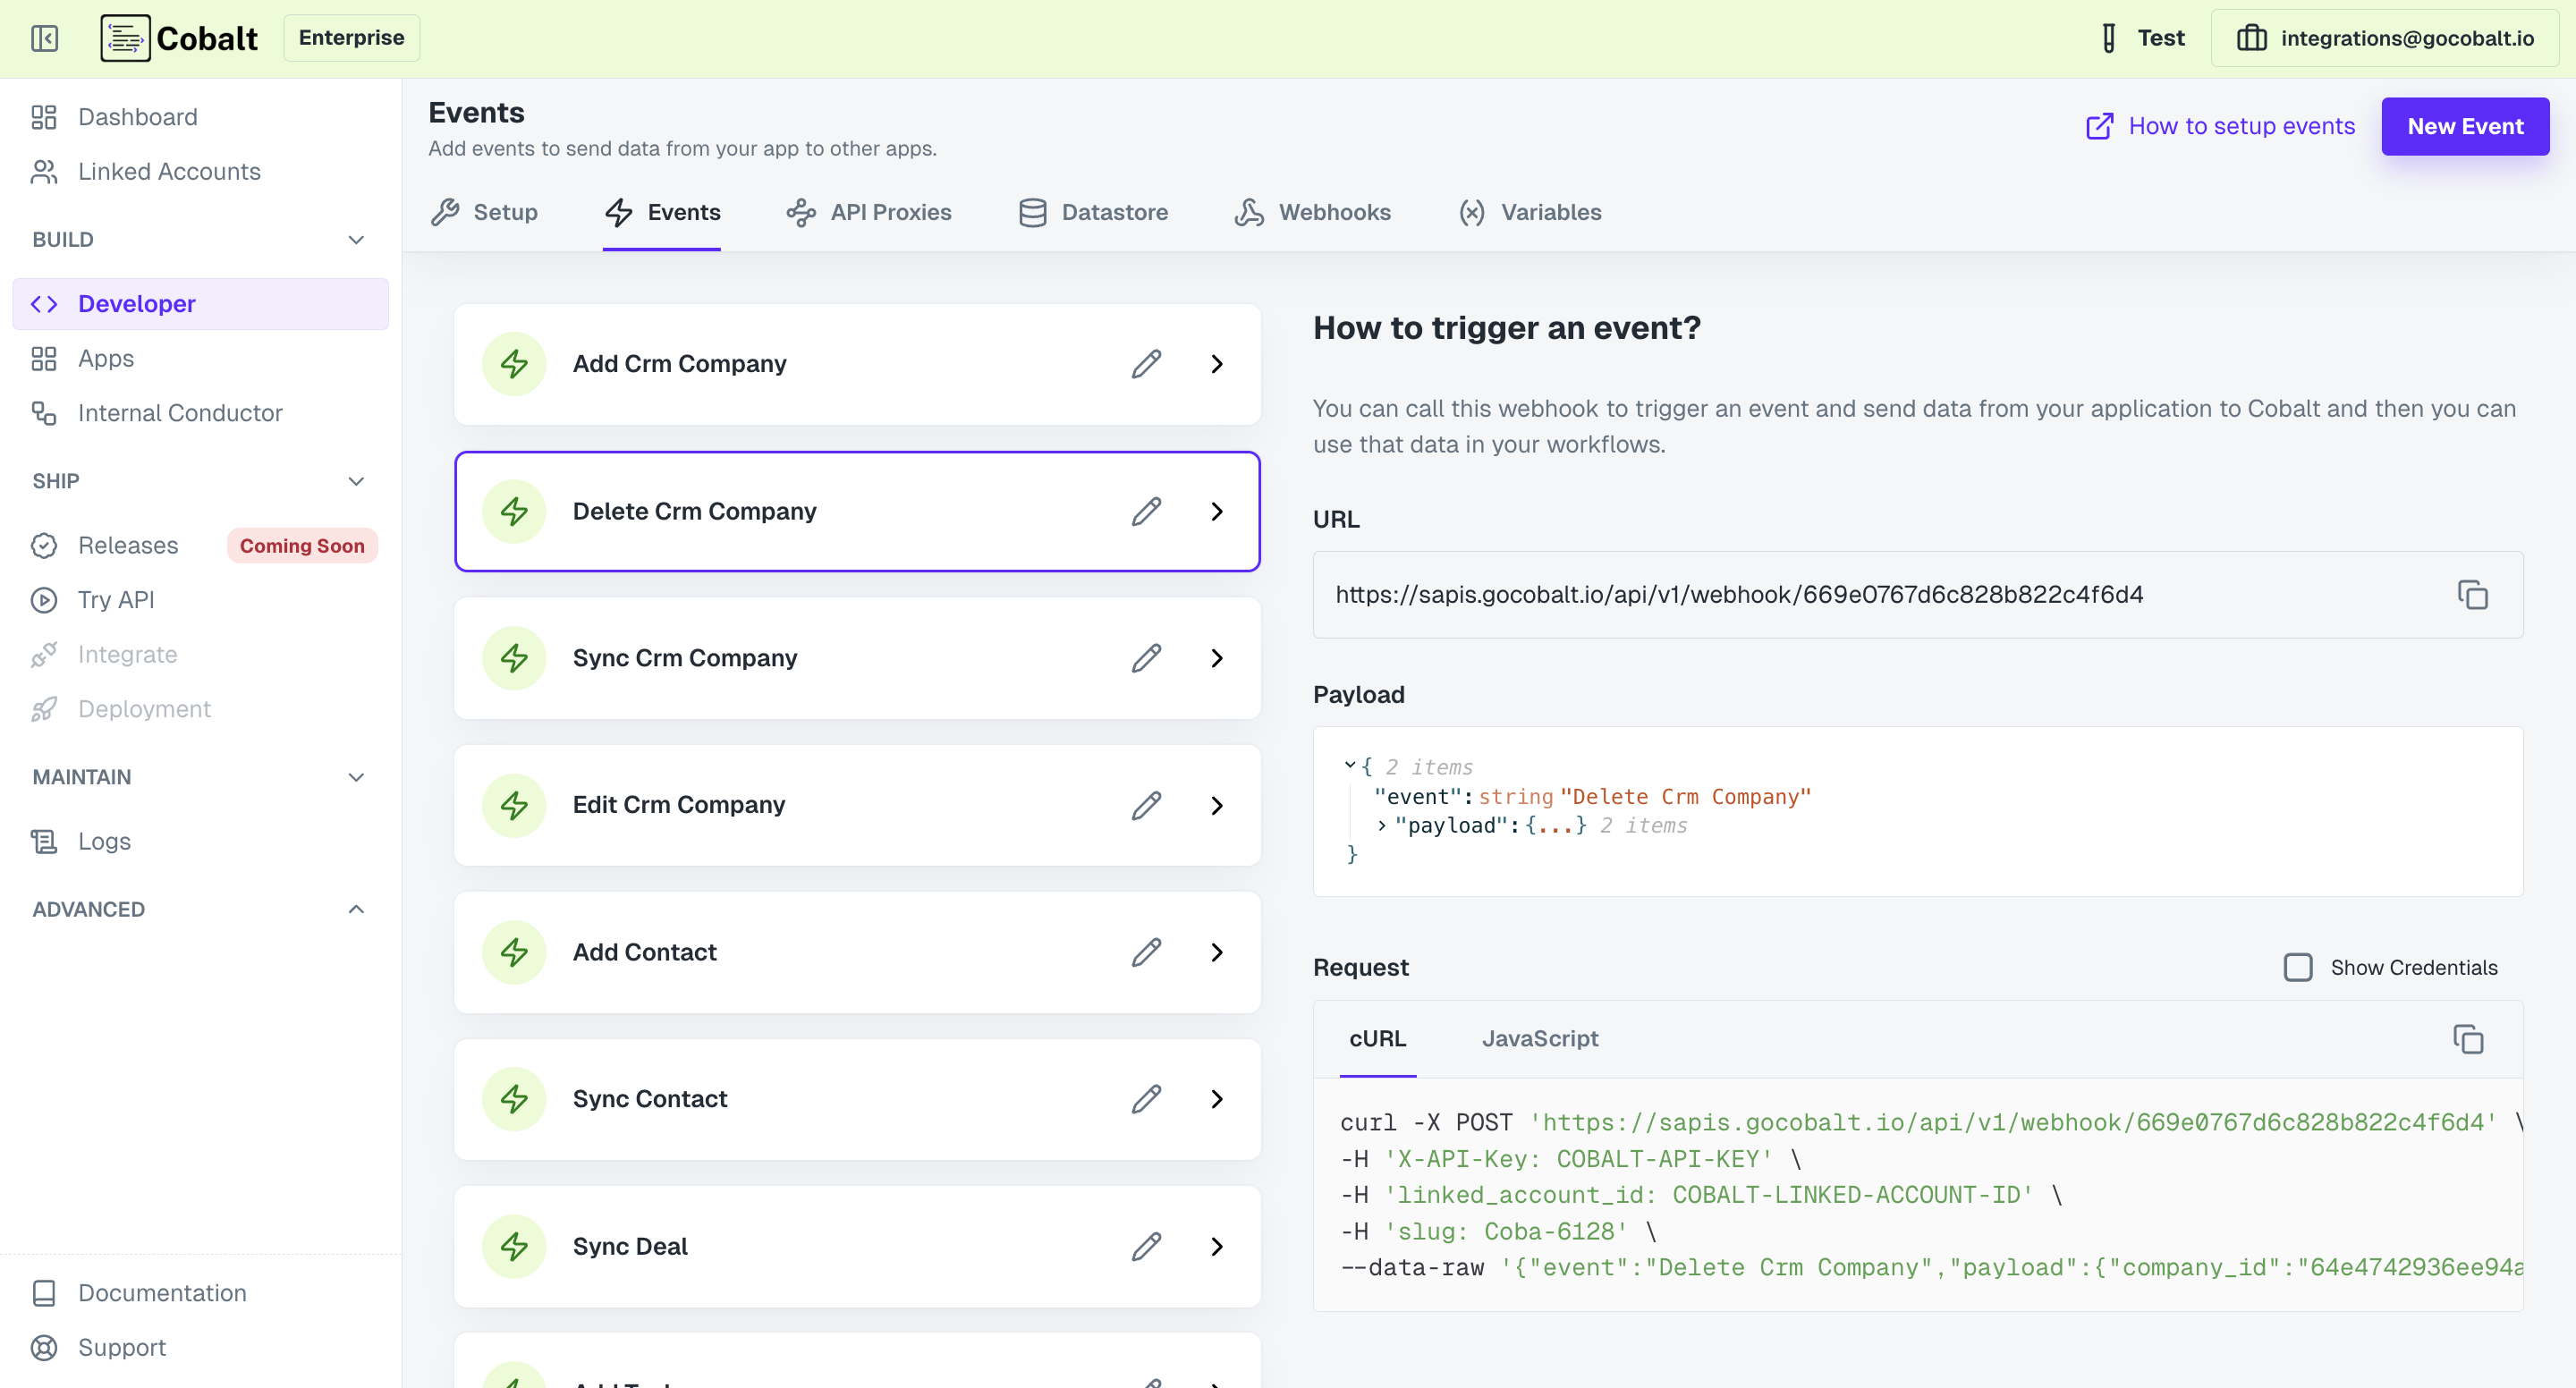 Cobalt
Enterprise
Test
integrations@gocobalt.io
Dashboard
Linked Accounts
BUILD
Developer
Apps
Internal Conductor
SHIP
Releases
Coming Soon
Try API
Integrate
Deployment
MAINTAIN
Logs
ADVANCED
Documentation
Support
Events
Add events to send data from your app to other apps.
How to setup events
New Event
Setup
Events
API Proxies
Datastore
Webhooks
Variables
Add Crm Company
Delete Crm Company
Sync Crm Company
Edit Crm Company
Add Contact
Sync Contact
Sync Deal
How to trigger an event?
You can call this webhook to trigger an event and send data from your application to Cobalt and then you can
use that data in your workflows.
URL
https://sapis.gocobalt.io/api/v1/webhook/669e0767d6c828b822c4f6d4
Payload
{ 2 items
"event": string "Delete Crm Company"
"payload": {...} 2 items
}
Request
Show Credentials
cURL
JavaScript
curl -X POST 'https://sapis.gocobalt.io/api/v1/webhook/669e0767d6c828b822c4f6d4' \
-H 'X-API-Key: COBALT-API-KEY' \
-H 'linked_account_id: COBALT-LINKED-ACCOUNT-ID' \
-H 'slug: Coba-6128' \
--data-raw '{"event":"Delete Crm Company","payload":{"company_id":"64e4742936ee94a